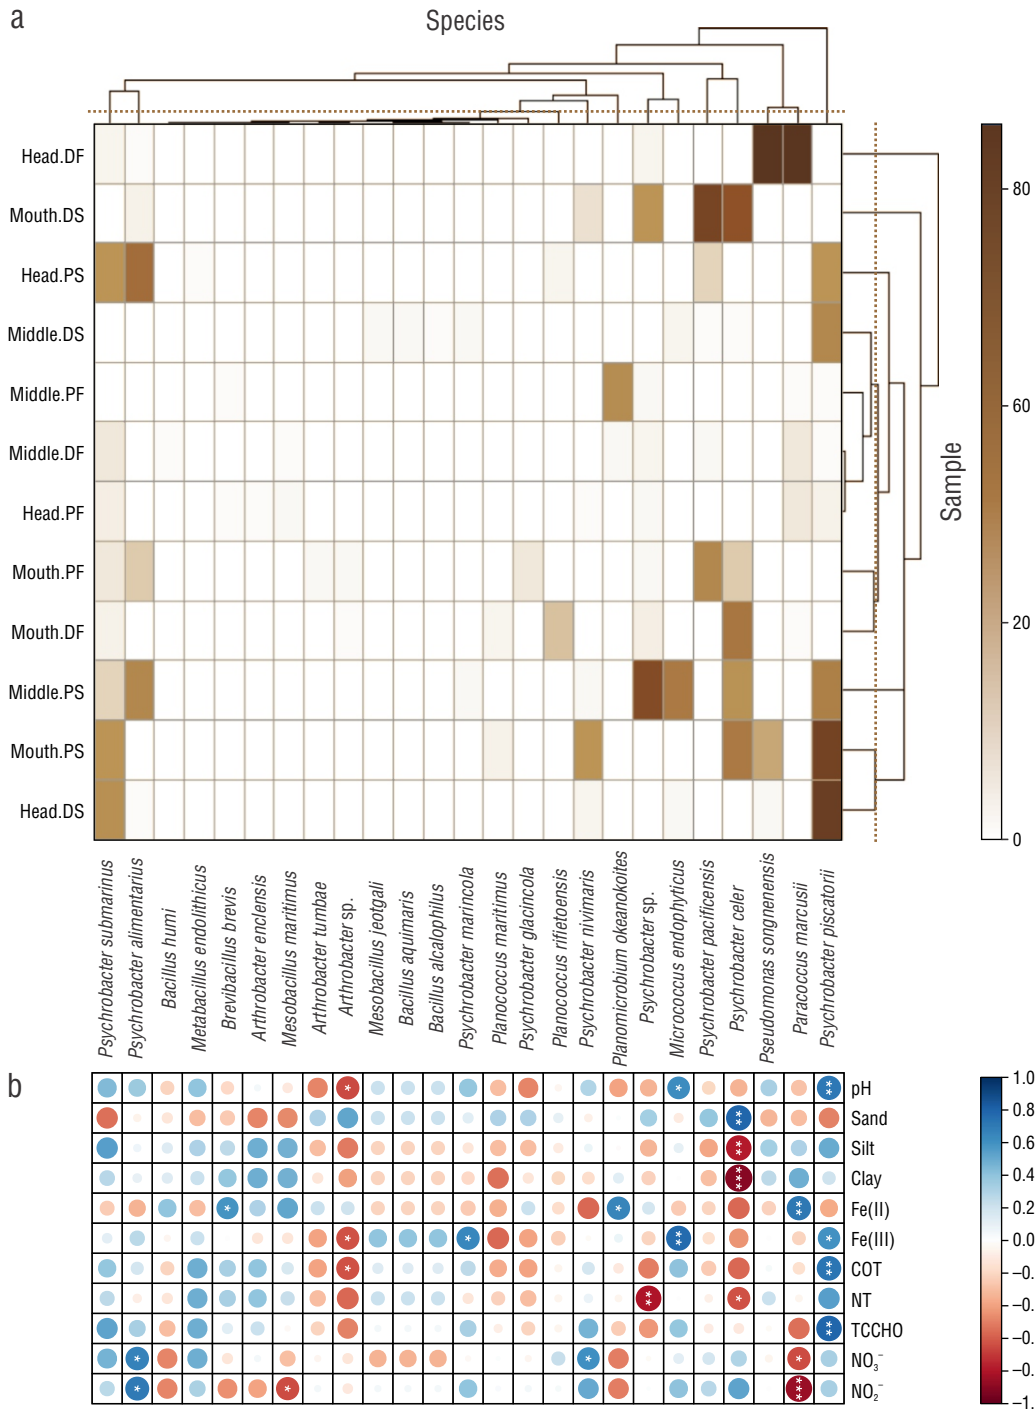 a
Species
Head.DF
Mouth.DS
Head.PS
Middle.DS
Middle.PF
Middle.DF
Head.PF
Mouth.PF
Mouth.DF
Middle.PS
Mouth.PS
Head.DS
Sample
80
60
40
20
0
Psychrobacter submarinus
Psychrobacter alimentarius
Bacillus humi
Metabacillus endolithicus
Brevibacillus brevis
Arthrobacter enclensis
Mesobacillus maritimus
Arthrobacter tumbae
Arthrobacter sp.
Mesobacillus jeotgali
Bacillus aquimaris
Bacillus alcalophilus
Psychrobacter marincola
Planococcus maritimus
Psychrobacter glacincola
Planococcus rifietoensis
Psychrobacter nivimaris
Planomicrobium okeanokoites
Psychrobacter sp.
Micrococcus endophyticus
Psychrobacter pacificensis
Psychrobacter celer
Pseudomonas songnenensis
Paracoccus marcusii
Psychrobacter piscatorii
b
pH
Sand
Silt
Clay
Fe(II)
Fe(III)
COT
NT
TCCHO
NO₃⁻
NO₂⁻
1.0
0.8
0.6
0.4
0.2
0.0
−0.
−0.
−0.
−0.
−1.